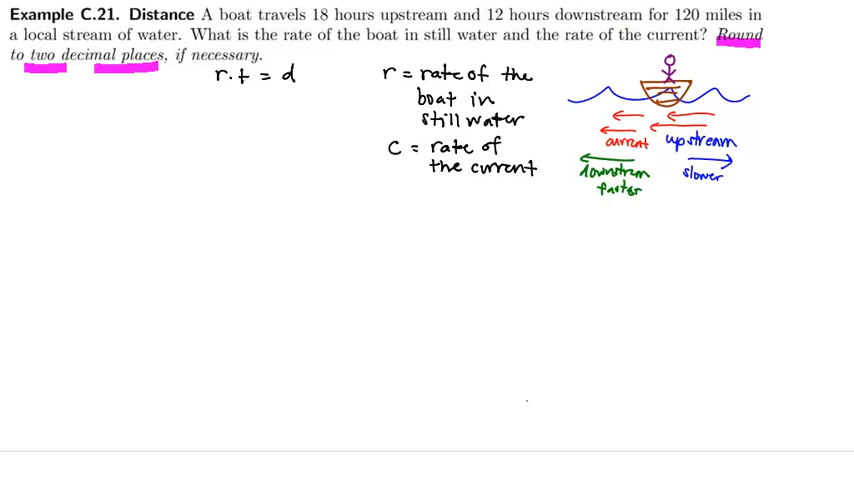 Example C.21. Distance A boat travels 18 hours upstream and 12 hours downstream for 120 miles in
a local stream of water. What is the rate of the boat in still water and the rate of the current? Round
to two decimal places, if necessary.
r.t = d
r = rate of the
boat in
still water
c = rate of
the current
current
upstream
downstream
faster
slower